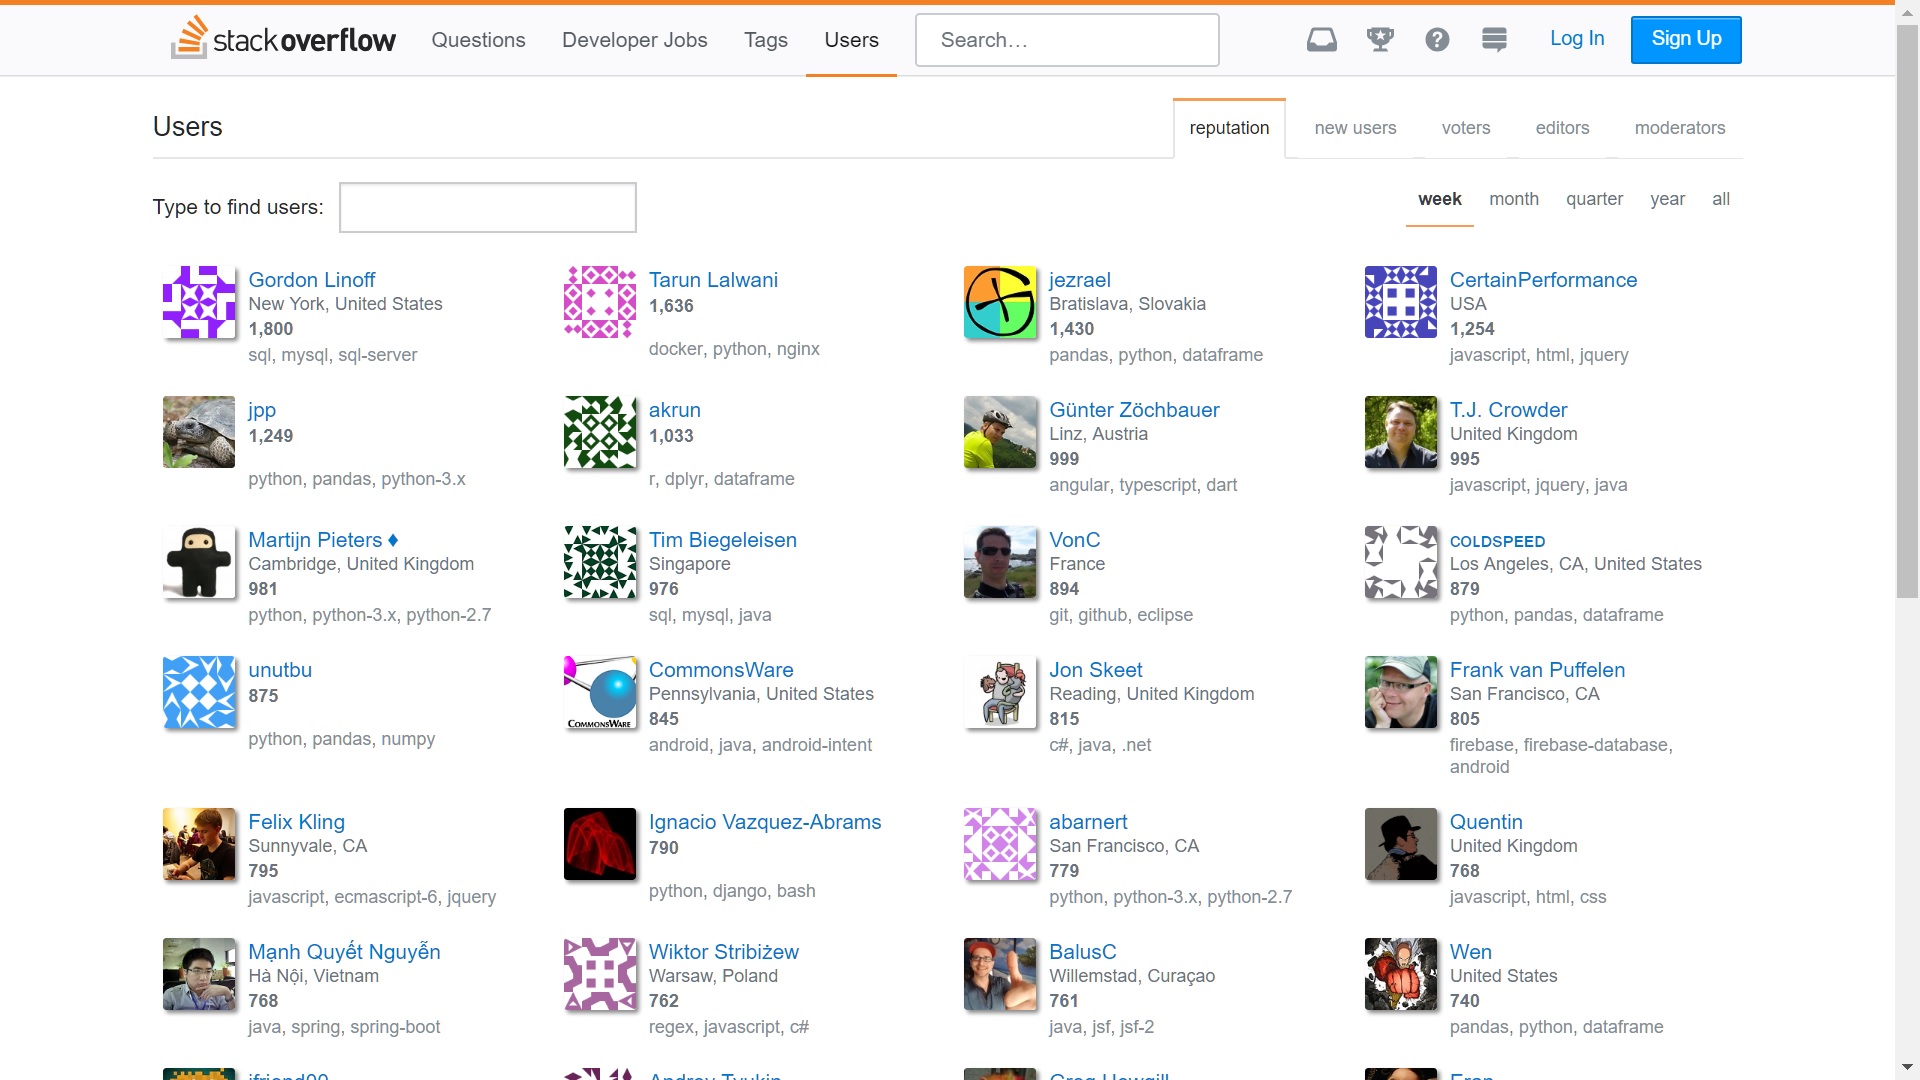 stackoverflow Questions Developer Jobs Tags Users Search… Log In Sign Up
Users reputation new users voters editors moderators
Type to find users: week month quarter year all
Gordon Linoff
New York, United States
1,800
sql, mysql, sql-server
Tarun Lalwani
1,636
docker, python, nginx
jezrael
Bratislava, Slovakia
1,430
pandas, python, dataframe
CertainPerformance
USA
1,254
javascript, html, jquery
jpp
1,249
python, pandas, python-3.x
akrun
1,033
r, dplyr, dataframe
Günter Zöchbauer
Linz, Austria
999
angular, typescript, dart
T.J. Crowder
United Kingdom
995
javascript, jquery, java
Martijn Pieters ♦
Cambridge, United Kingdom
981
python, python-3.x, python-2.7
Tim Biegeleisen
Singapore
976
sql, mysql, java
VonC
France
894
git, github, eclipse
COLDSPEED
Los Angeles, CA, United States
879
python, pandas, dataframe
unutbu
875
python, pandas, numpy
COMMONSWARE
CommonsWare
Pennsylvania, United States
845
android, java, android-intent
Jon Skeet
Reading, United Kingdom
815
c#, java, .net
Frank van Puffelen
San Francisco, CA
805
firebase, firebase-database,
android
Felix Kling
Sunnyvale, CA
795
javascript, ecmascript-6, jquery
Ignacio Vazquez-Abrams
790
python, django, bash
abarnert
San Francisco, CA
779
python, python-3.x, python-2.7
Quentin
United Kingdom
768
javascript, html, css
Mạnh Quyết Nguyễn
Hà Nội, Vietnam
768
java, spring, spring-boot
Wiktor Stribiżew
Warsaw, Poland
762
regex, javascript, c#
BalusC
Willemstad, Curaçao
761
java, jsf, jsf-2
Wen
United States
740
pandas, python, dataframe